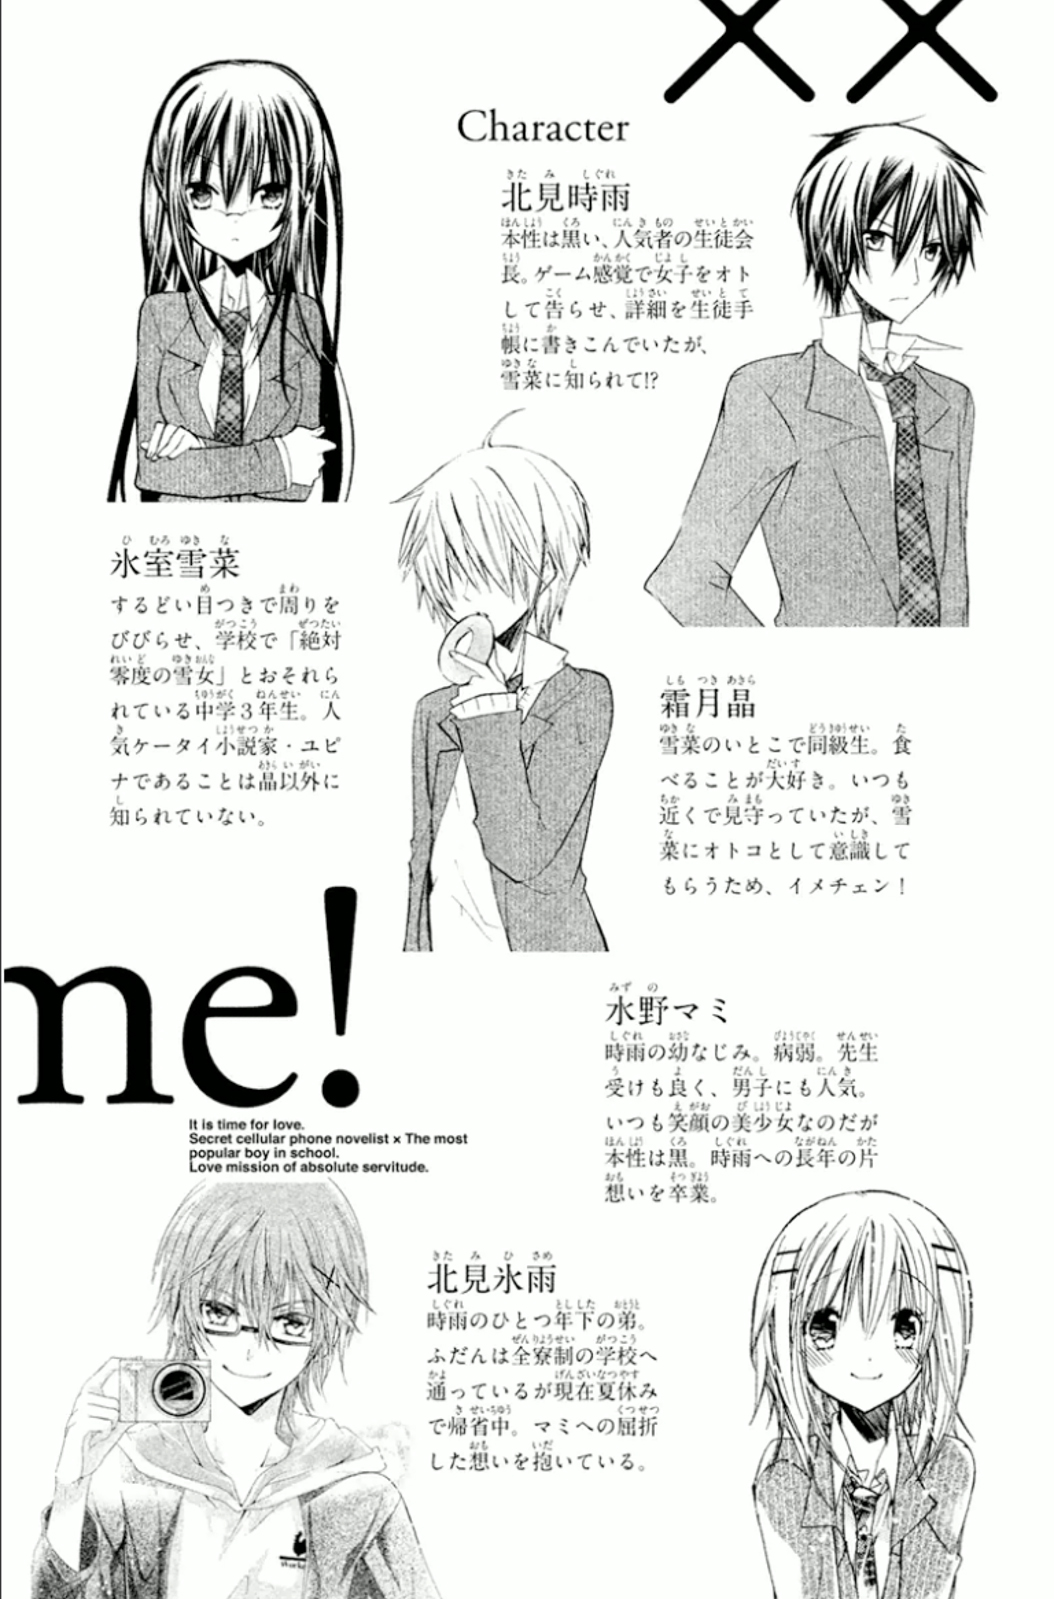 ××
Character
北見時雨
本性は黒い、人気者の生徒会
長。ゲーム感覚で女子をオト
して告らせ、詳細を生徒手
帳に書きこんでいたが、
雪菜に知られて!?
氷室雪菜
するどい目つきで周りを
びびらせ、学校で「絶対
零度の雪女」とおそれら
れている中学3年生。人
気ケータイ小説家・ユピ
ナであることは晶以外に
知られていない。
霜月晶
雪菜のいとこで同級生。食
べることが大好き。いつも
近くで見守っていたが、雪
菜にオトコとして意識して
もらうため、イメチェン!
me!
It is time for love.
Secret cellular phone novelist × The most
popular boy in school.
Love mission of absolute servitude.
水野マミ
時雨の幼なじみ。病弱。先生
受けも良く、男子にも人気。
いつも笑顔の美少女なのだが
本性は黒。時雨への長年の片
想いを卒業。
北見氷雨
時雨のひとつ年下の弟。
ふだんは全寮制の学校へ
通っているが現在夏休み
で帰省中。マミへの屈折
した想いを抱いている。